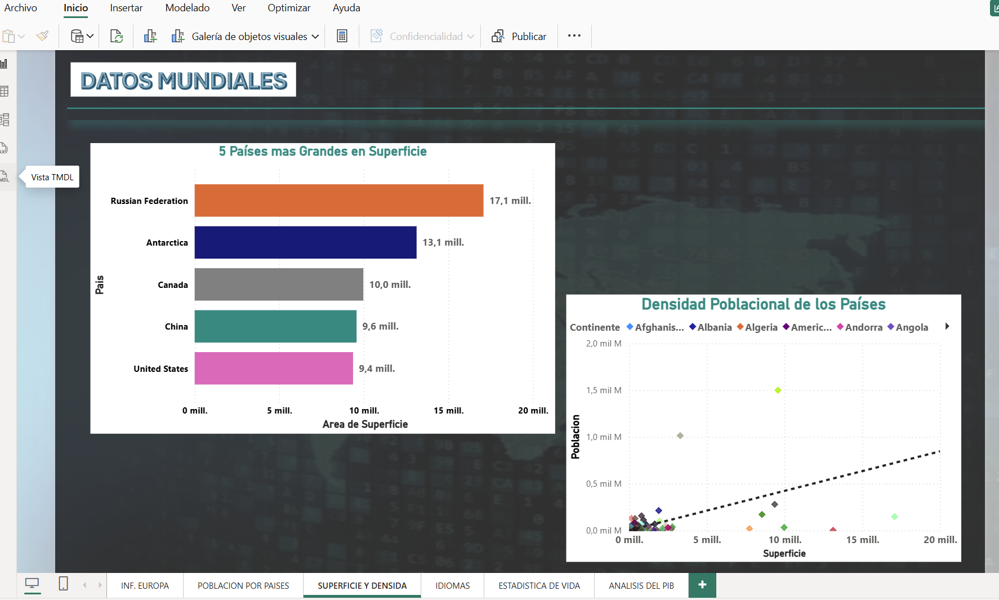 Archivo Inicio Insertar Modelado Ver Optimizar Ayuda
Galería de objetos visuales Confidencialidad Publicar ...
DATOS MUNDIALES
Vista TMDL
5 Países mas Grandes en Superficie
Pais
Russian Federation 17,1 mill.
Antarctica 13,1 mill.
Canada 10,0 mill.
China 9,6 mill.
United States 9,4 mill.
0 mill. 5 mill. 10 mill. 15 mill. 20 mill.
Area de Superficie
Densidad Poblacional de los Países
Continente Afghanis... Albania Algeria Americ... Andorra Angola
Poblacion
2,0 mil M
1,5 mil M
1,0 mil M
0,5 mil M
0,0 mil M
0 mill. 5 mill. 10 mill. 15 mill. 20 mill.
Superficie
INF. EUROPA POBLACION POR PAISES SUPERFICIE Y DENSIDA IDIOMAS ESTADISTICA DE VIDA ANALISIS DEL PIB +